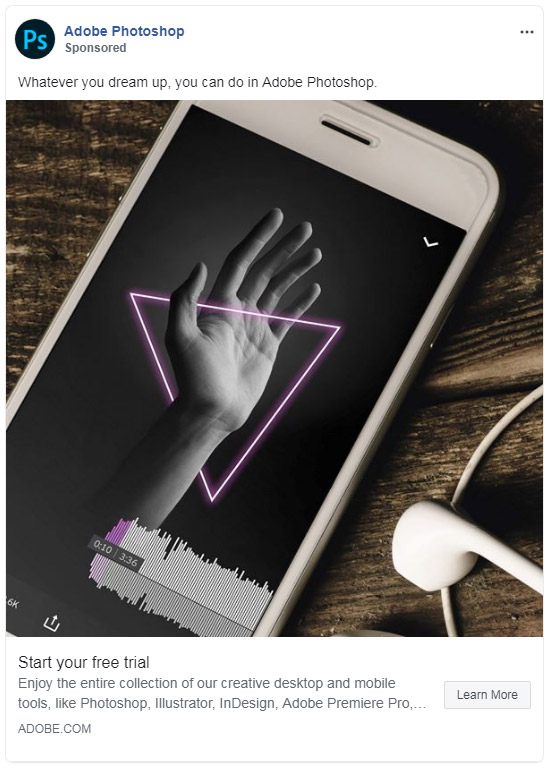 Ps
Adobe Photoshop
Sponsored
Whatever you dream up, you can do in Adobe Photoshop.
0:10 | 3:36
.6K
Start your free trial
Enjoy the entire collection of our creative desktop and mobile
tools, like Photoshop, Illustrator, InDesign, Adobe Premiere Pro,...
Learn More
ADOBE.COM